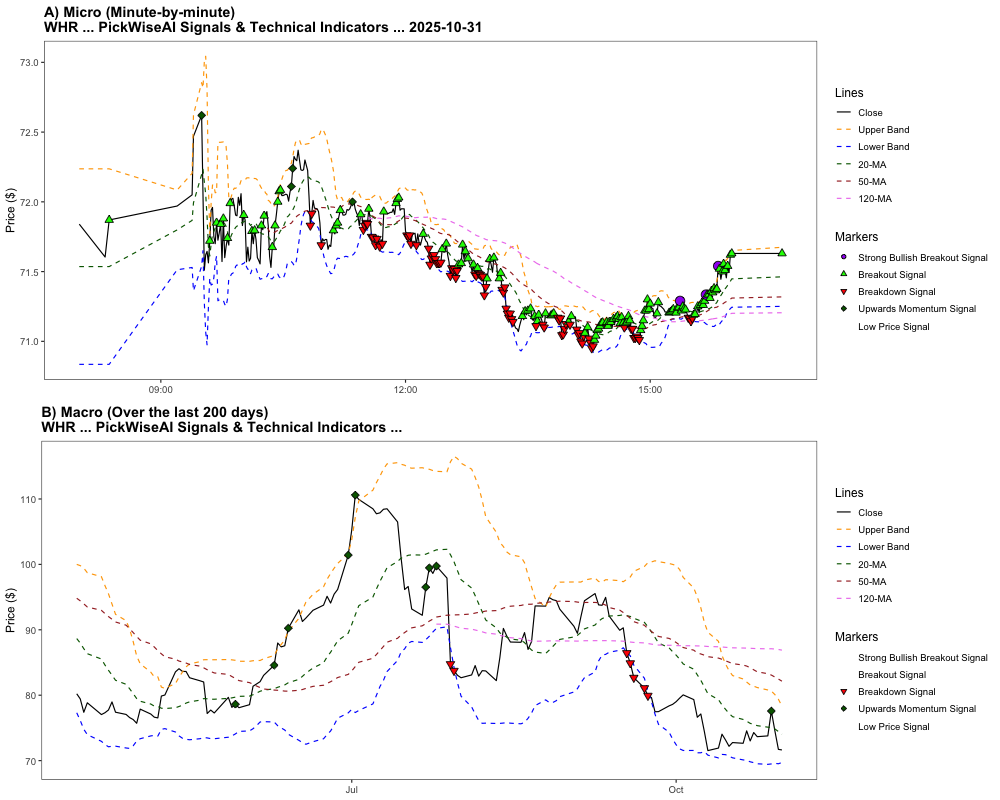 A) Micro (Minute-by-minute)
WHR ... PickWiseAI Signals & Technical Indicators ... 2025-10-31
Price ($)
73.0
72.5
72.0
71.5
71.0
09:00
12:00
15:00
Lines
Close
Upper Band
Lower Band
20-MA
50-MA
120-MA
Markers
Strong Bullish Breakout Signal
Breakout Signal
Breakdown Signal
Upwards Momentum Signal
Low Price Signal
B) Macro (Over the last 200 days)
WHR ... PickWiseAI Signals & Technical Indicators ...
Price ($)
110
100
90
80
70
Jul
Oct
Lines
Close
Upper Band
Lower Band
20-MA
50-MA
120-MA
Markers
Strong Bullish Breakout Signal
Breakout Signal
Breakdown Signal
Upwards Momentum Signal
Low Price Signal